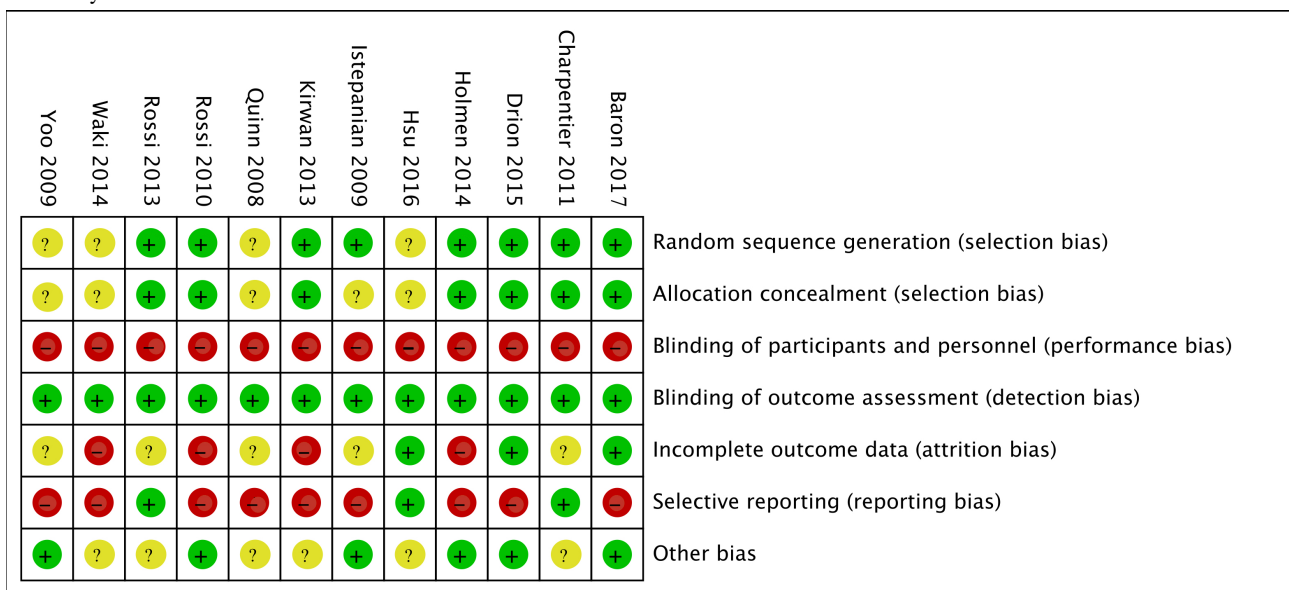 Yoo 2009
Waki 2014
Rossi 2013
Rossi 2010
Quinn 2008
Kirwan 2013
Istepanian 2009
Hsu 2016
Holmen 2014
Drion 2015
Charpentier 2011
Baron 2017
? ? + + ? + + ? + + + + Random sequence generation (selection bias)
? ? + + ? + ? ? + + + + Allocation concealment (selection bias)
– – – – – – – – – – – – Blinding of participants and personnel (performance bias)
+ + + + + + + + + + + + Blinding of outcome assessment (detection bias)
? – ? – ? – ? + – + ? + Incomplete outcome data (attrition bias)
– – + – – – – + – – + – Selective reporting (reporting bias)
+ ? ? + ? ? + ? + + ? + Other bias